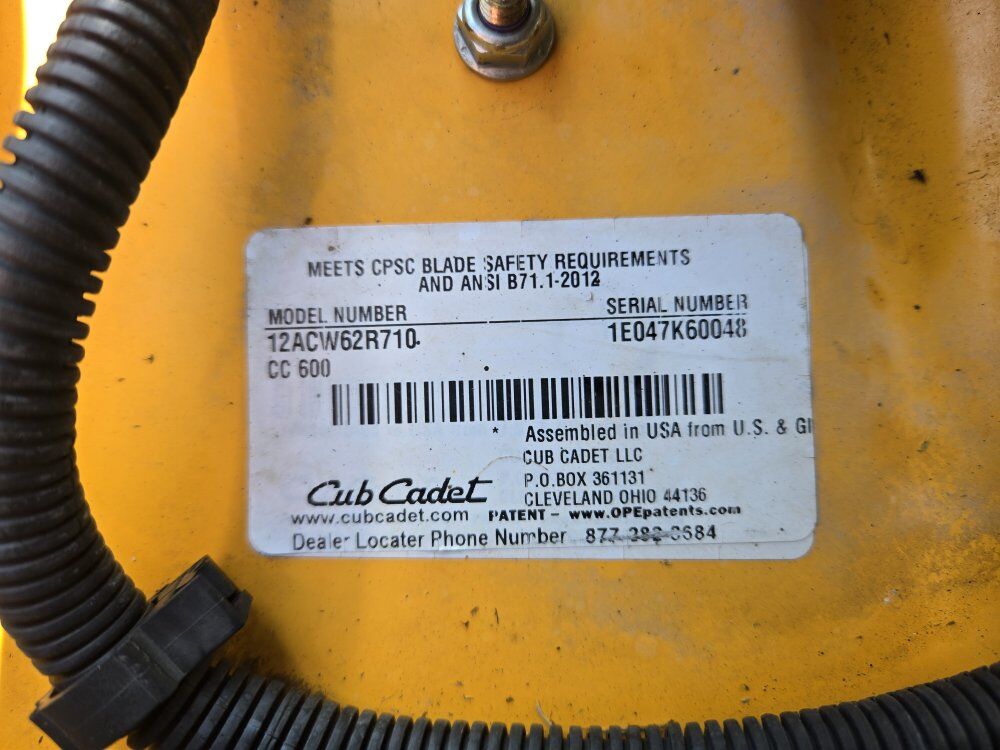 MEETS CPSC BLADE SAFETY REQUIREMENTS
AND ANSI B71.1-2012
MODEL NUMBER SERIAL NUMBER
12ACW62R710 1E047K60048
CC 600
* Assembled in USA from U.S. & Gl
CUB CADET LLC
P.O.BOX 361131
CLEVELAND OHIO 44136
Cub Cadet
www.cubcadet.com PATENT - www.OPEpatents.com
Dealer Locater Phone Number 877